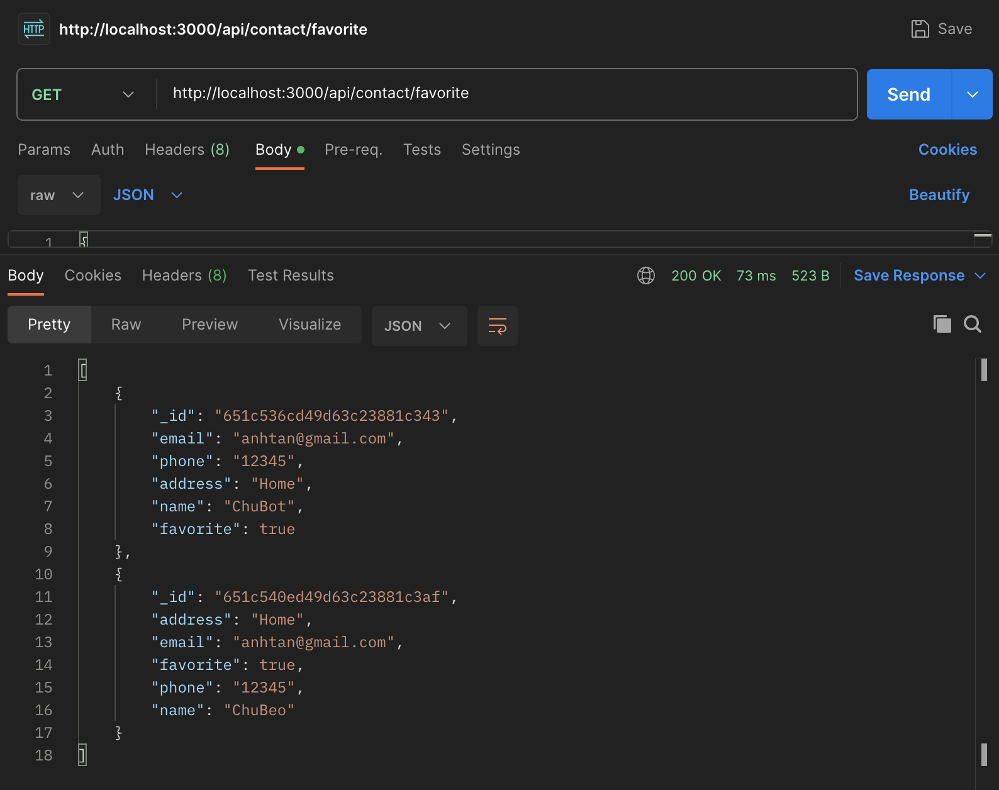 HTTP http://localhost:3000/api/contact/favorite Save
GET http://localhost:3000/api/contact/favorite Send
Params Auth Headers (8) Body Pre-req. Tests Settings Cookies
raw JSON Beautify
1 {
Body Cookies Headers (8) Test Results 200 OK 73 ms 523 B Save Response
Pretty Raw Preview Visualize JSON
1 [
2 {
3 "_id": "651c536cd49d63c23881c343",
4 "email": "anhtan@gmail.com",
5 "phone": "12345",
6 "address": "Home",
7 "name": "ChuBot",
8 "favorite": true
9 },
10 {
11 "_id": "651c540ed49d63c23881c3af",
12 "address": "Home",
13 "email": "anhtan@gmail.com",
14 "favorite": true,
15 "phone": "12345",
16 "name": "ChuBeo"
17 }
18 ]